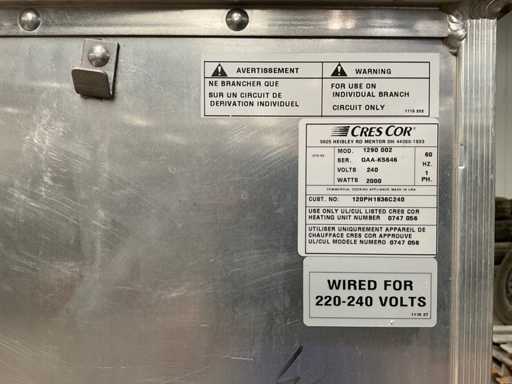 AVERTISSEMENT
NE BRANCHER QUE
SUR UN CIRCUIT DE
DERIVATION INDIVIDUEL
WARNING
FOR USE ON
INDIVIDUAL BRANCH
CIRCUIT ONLY
CRES COR
5925 HEISLEY RD MENTOR OH 44060-1833
MOD. 1290 002
SER. QAA-K5646
VOLTS 240
WATTS 2000
60
HZ.
1
PH.
COMMERCIAL COOKING APPLIANCE MADE IN USA
CUST. NO: 120PH1836C240
USE ONLY UL/CUL LISTED CRES COR
HEATING UNIT NUMBER 0747 056
UTILISER UNIQUREMENT APPAREIL DE
CHAUFFACE CRES COR APPROUVE
UL/CUL MODELE NUMERO 0747 056
WIRED FOR
220-240 VOLTS